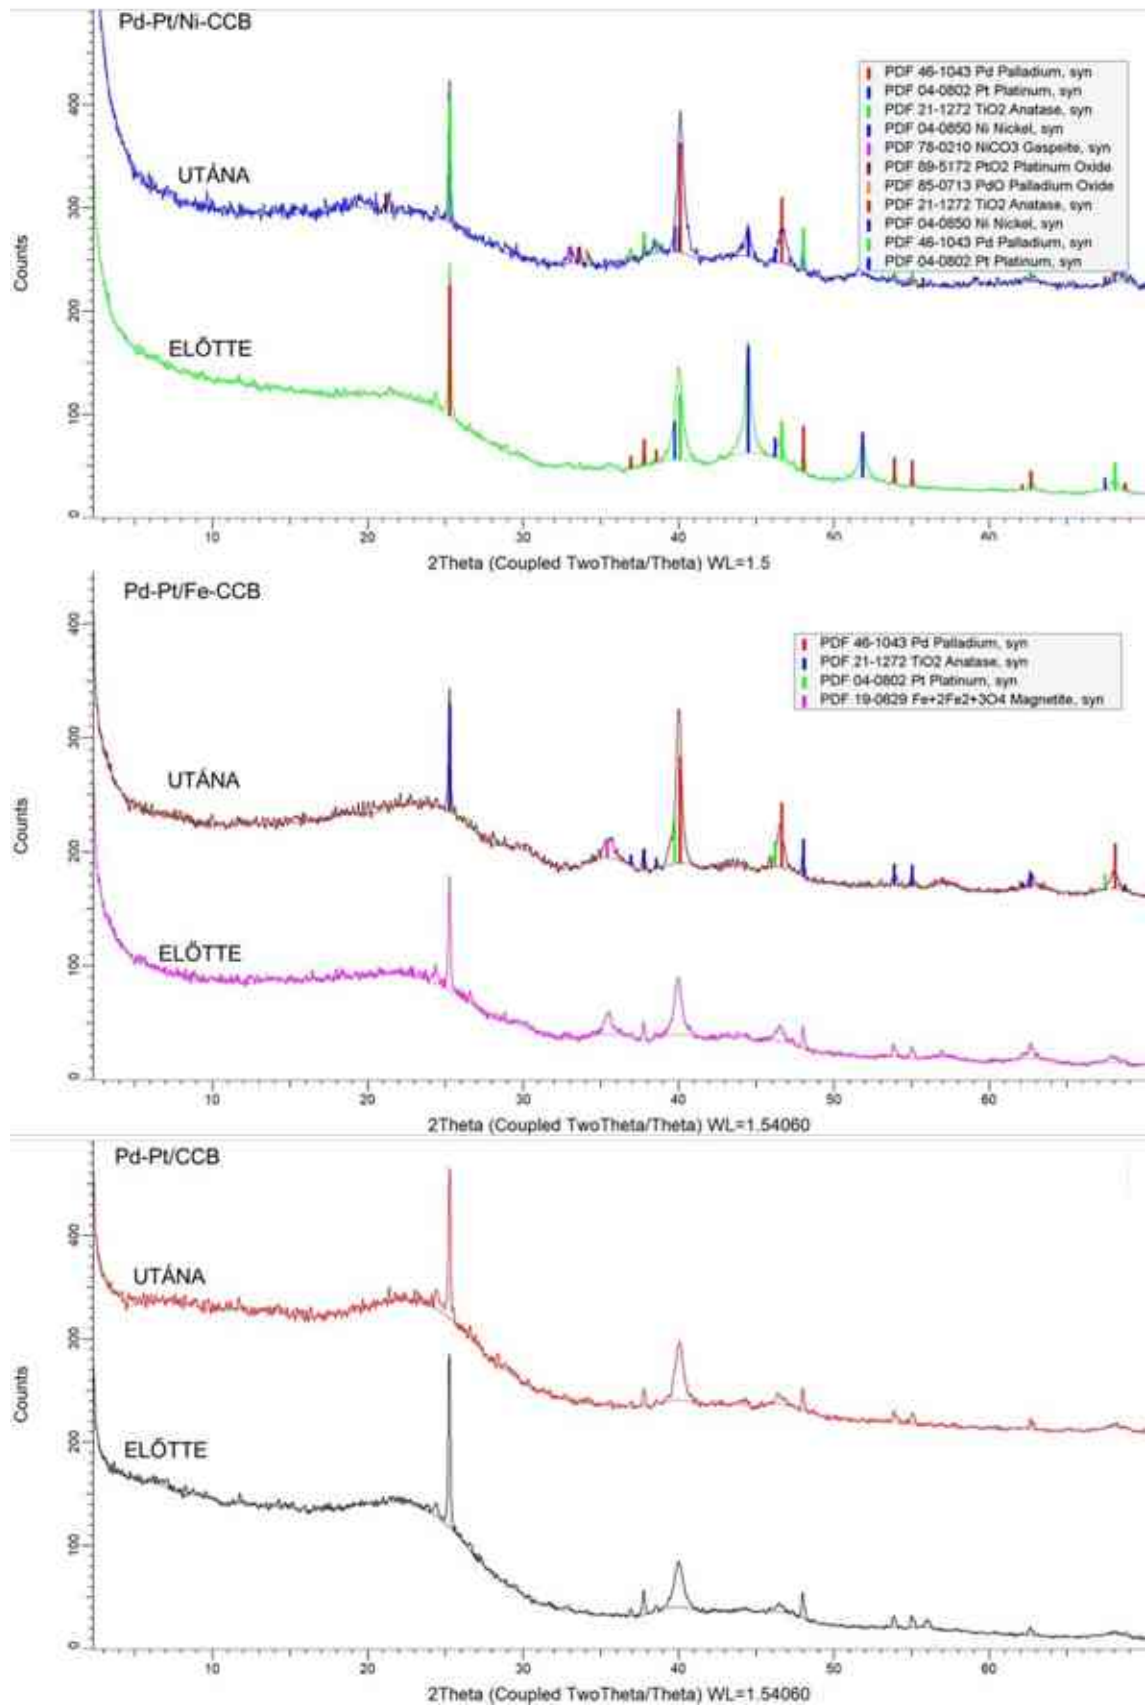 Pd-Pt/Ni-CCB
PDF 46-1043 Pd Palladium, syn
PDF 04-0802 Pt Platinum, syn
PDF 21-1272 TiO2 Anatase, syn
PDF 04-0850 Ni Nickel, syn
PDF 78-0210 NiCO3 Gaspeite, syn
PDF 89-5172 PtO2 Platinum Oxide
PDF 85-0713 PdO Palladium Oxide
PDF 21-1272 TiO2 Anatase, syn
PDF 04-0850 Ni Nickel, syn
PDF 46-1043 Pd Palladium, syn
PDF 04-0802 Pt Platinum, syn
400
UTÁNA
300
Counts
200
ELŐTTE
100
0
10 20 30 40 50 60
2Theta (Coupled TwoTheta/Theta) WL=1.5
Pd-Pt/Fe-CCB
400
PDF 46-1043 Pd Palladium, syn
PDF 21-1272 TiO2 Anatase, syn
PDF 04-0802 Pt Platinum, syn
PDF 19-0629 Fe+2Fe2+3O4 Magnetite, syn
300
UTÁNA
Counts
200
ELŐTTE
100
0
10 20 30 40 50 60
2Theta (Coupled TwoTheta/Theta) WL=1.54060
Pd-Pt/CCB
400
UTÁNA
300
Counts
200
ELŐTTE
100
0
10 20 30 40 50 60
2Theta (Coupled TwoTheta/Theta) WL=1.54060